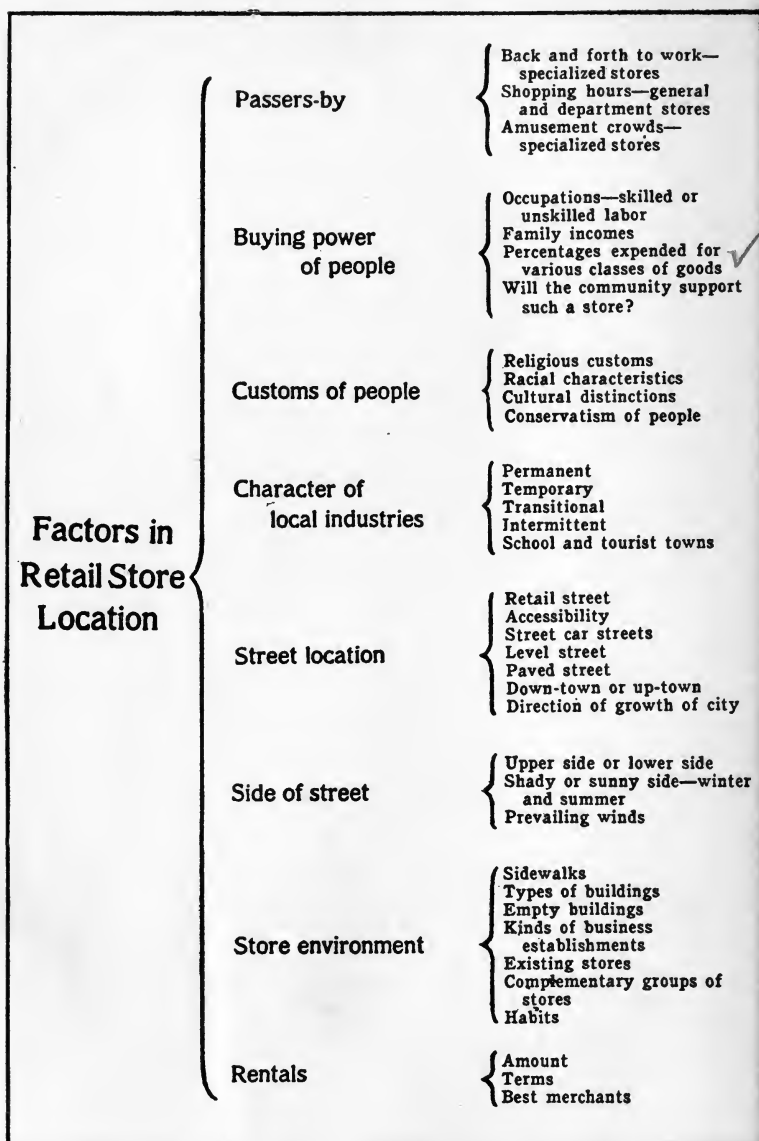 Factors in
Retail Store
Location
Passers-by
Back and forth to work—
specialized stores
Shopping hours—general
and department stores
Amusement crowds—
specialized stores
Buying power
of people
Occupations—skilled or
unskilled labor
Family incomes
Percentages expended for
various classes of goods
Will the community support
such a store?
Customs of people
Religious customs
Racial characteristics
Cultural distinctions
Conservatism of people
Character of
local industries
Permanent
Temporary
Transitional
Intermittent
School and tourist towns
Street location
Retail street
Accessibility
Street car streets
Level street
Paved street
Down-town or up-town
Direction of growth of city
Side of street
Upper side or lower side
Shady or sunny side—winter
and summer
Prevailing winds
Store environment
Sidewalks
Types of buildings
Empty buildings
Kinds of business
establishments
Existing stores
Complementary groups of
stores
Habits
Rentals
Amount
Terms
Best merchants